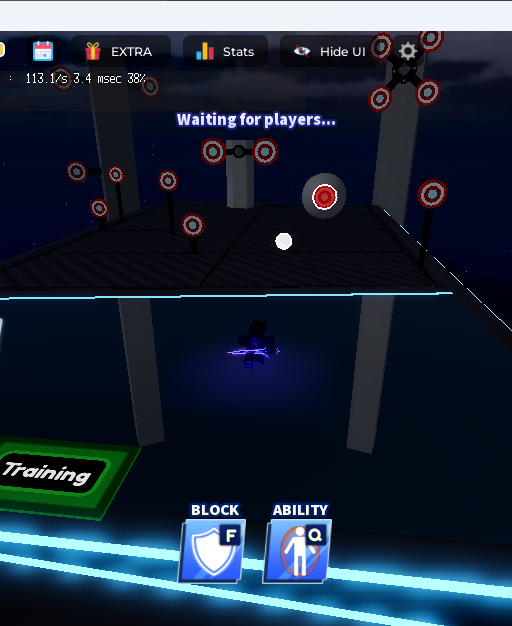 EXTRA
Stats
Hide UI
: 113.1/s 3.4 msec 38%
Waiting for players...
Training
BLOCK
ABILITY
F
Q